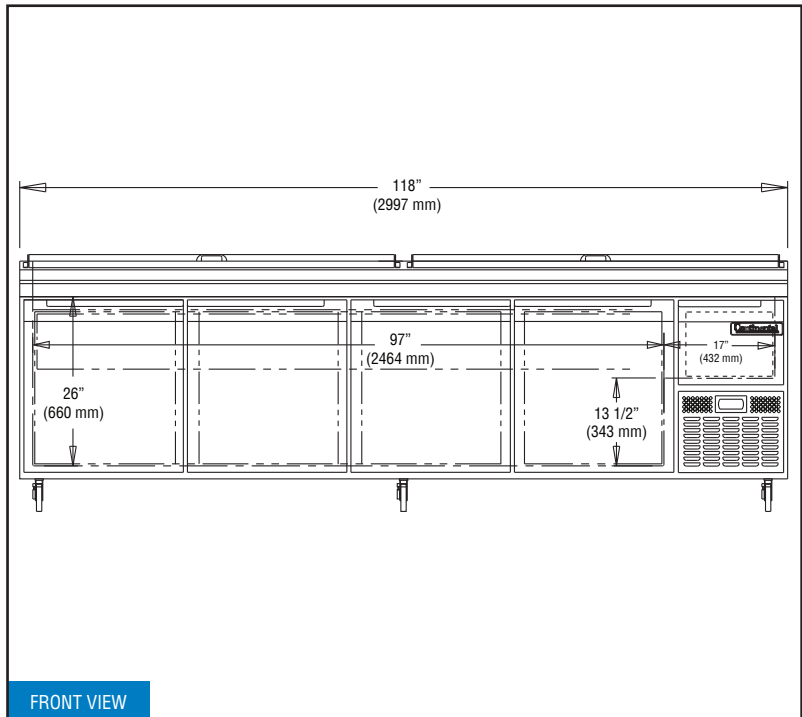 118”
(2997 mm)
Continental
97”
(2464 mm)
17”
(432 mm)
26”
(660 mm)
13 1/2”
(343 mm)
FRONT VIEW